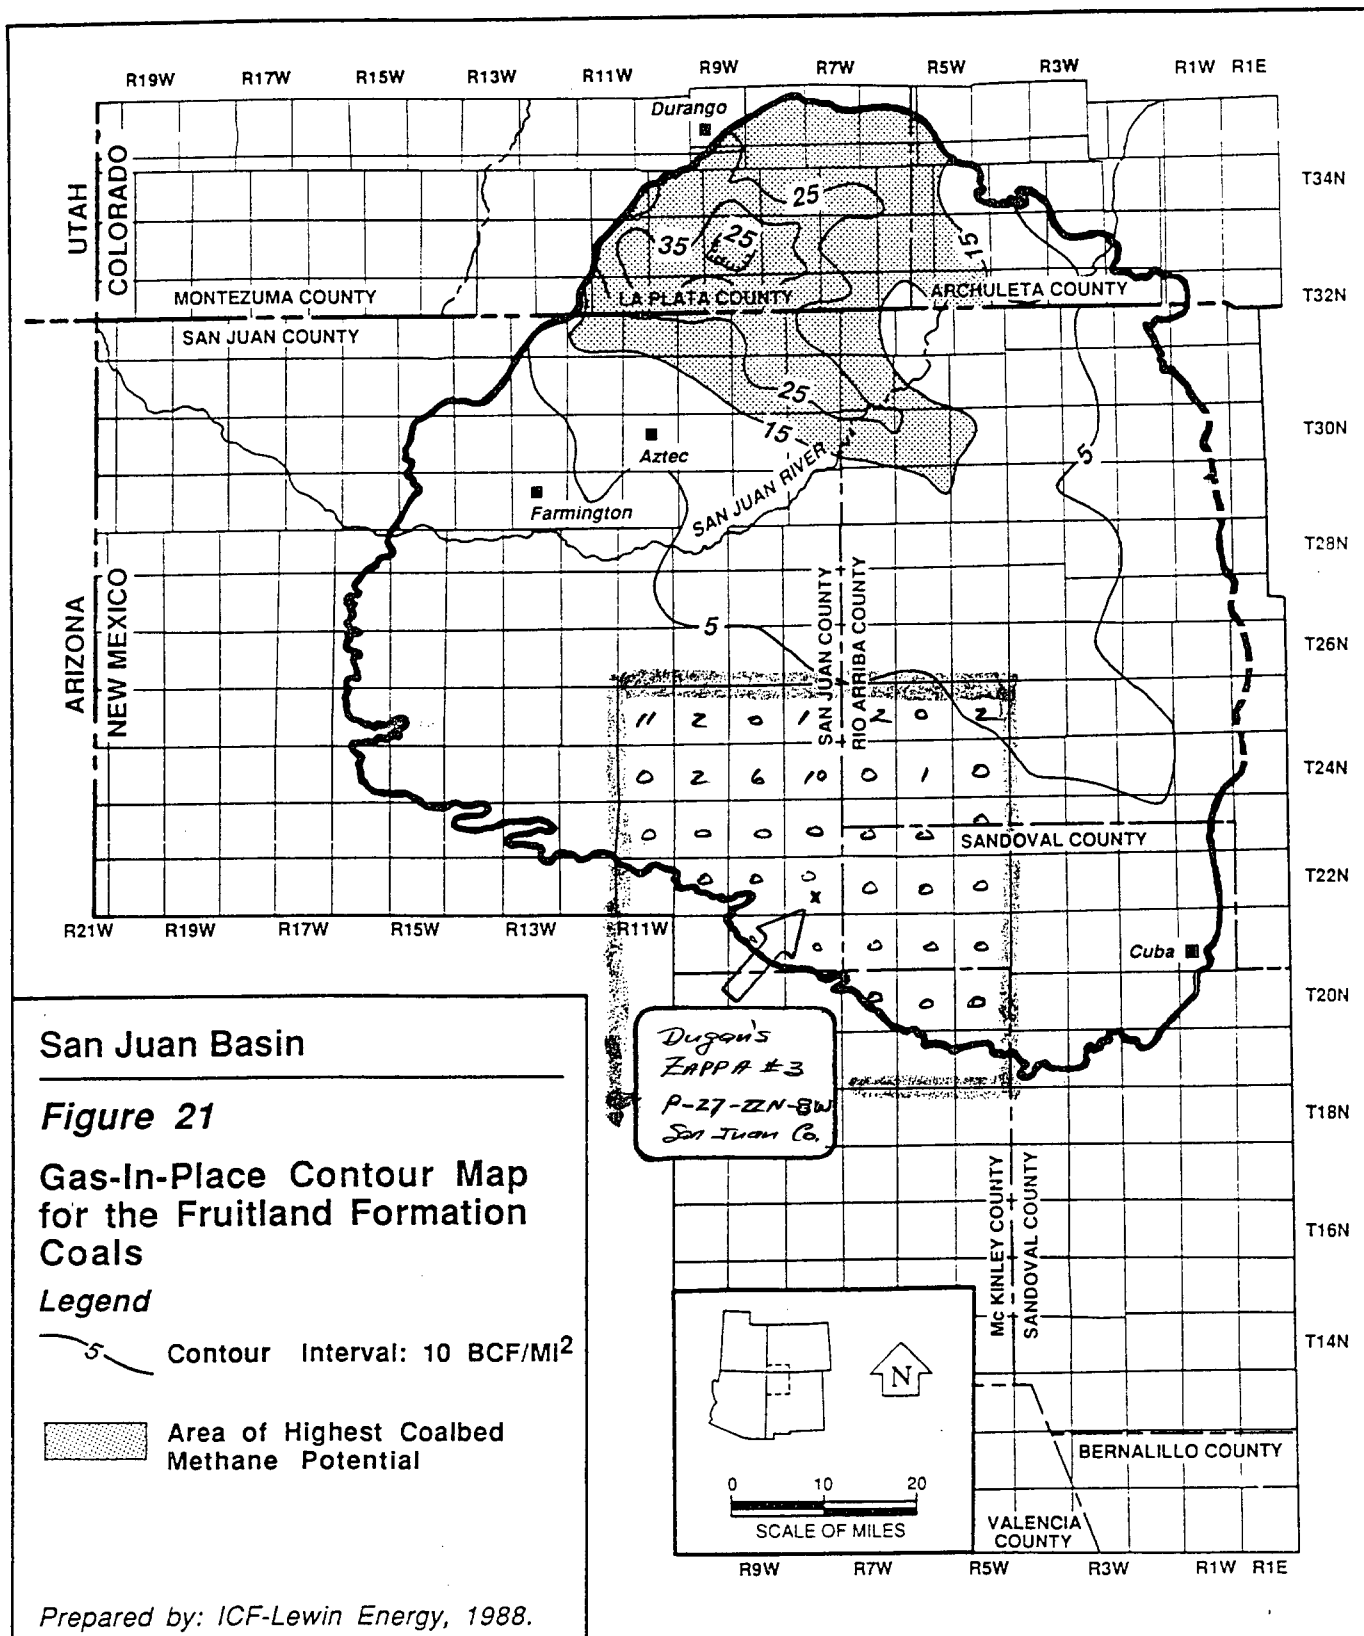 R19W R17W R15W R13W R11W R9W R7W R5W R3W R1W R1E
Durango
UTAH
COLORADO
T34N
25
35
25
15
MONTEZUMA COUNTY
LA PLATA COUNTY
ARCHULETA COUNTY
T32N
SAN JUAN COUNTY
25
15
T30N
Aztec
5
SAN JUAN RIVER
Farmington
T28N
ARIZONA
NEW MEXICO
SAN JUAN COUNTY
RIO ARRIBA COUNTY
5
T26N
11 2 0 1 2 0 2
0 2 6 10 0 1 0
T24N
0 0 0 0 0 0 0
SANDOVAL COUNTY
0 0 0 0 0 0
T22N
x
R21W R19W R17W R15W R13W R11W
0 0 0 0
Cuba
0 0 0
T20N
Dugan's
ZAPPA #3
P-27-22N-8W
San Juan Co.
T18N
San Juan Basin
Figure 21
Gas-In-Place Contour Map
for the Fruitland Formation
Coals
Legend
5 Contour Interval: 10 BCF/MI²
Area of Highest Coalbed
Methane Potential
Prepared by: ICF-Lewin Energy, 1988.
Mc KINLEY COUNTY
SANDOVAL COUNTY
T16N
T14N
N
0 10 20
SCALE OF MILES
BERNALILLO COUNTY
VALENCIA
COUNTY
R9W R7W R5W R3W R1W R1E